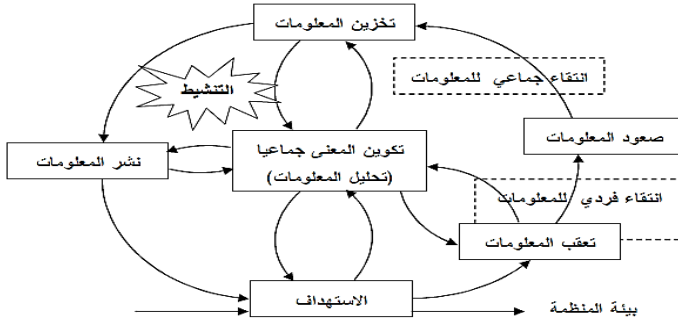 تخزين المعلومات
انتقاء جماعي للمعلومات
التنشيط
صعود المعلومات
تكوين المعنى جماعيا
(تحليل المعلومات)
نشر المعلومات
انتقاء فردي للمعلومات
تعقب المعلومات
الاستهداف
بيئة المنظمة